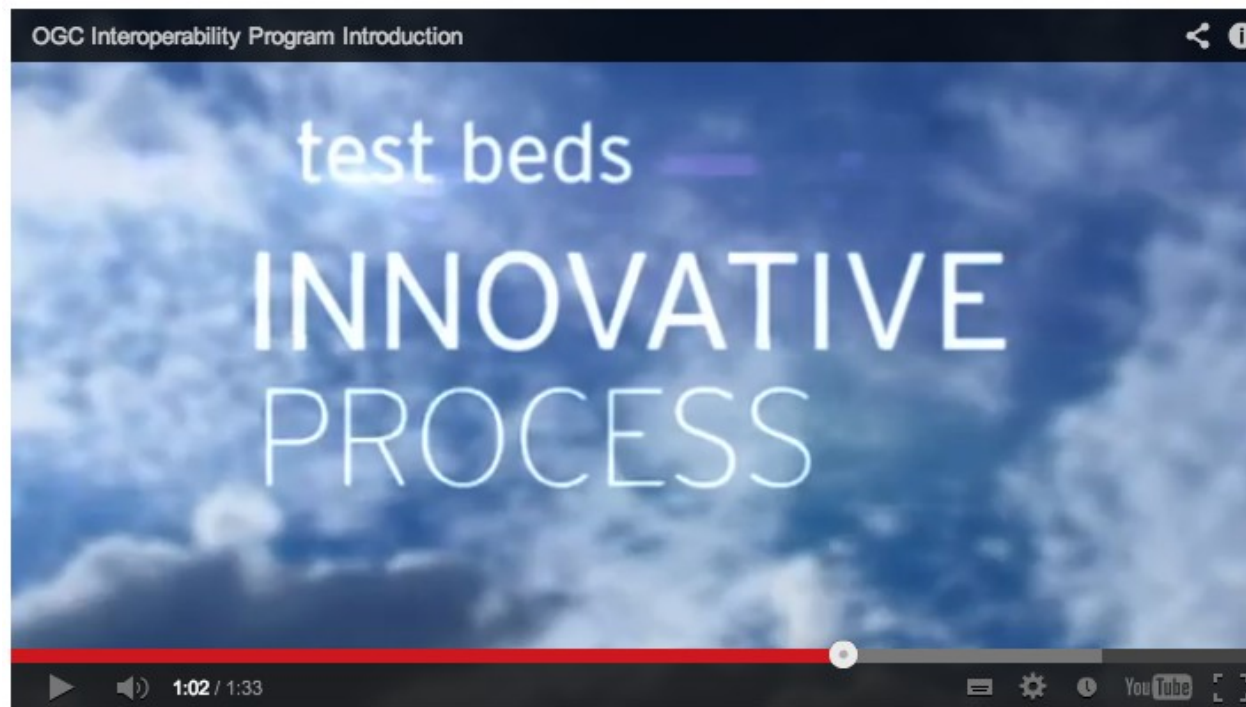 OGC Interoperability Program Introduction
test beds
INNOVATIVE
PROCESS
1:02 / 1:33
YouTube